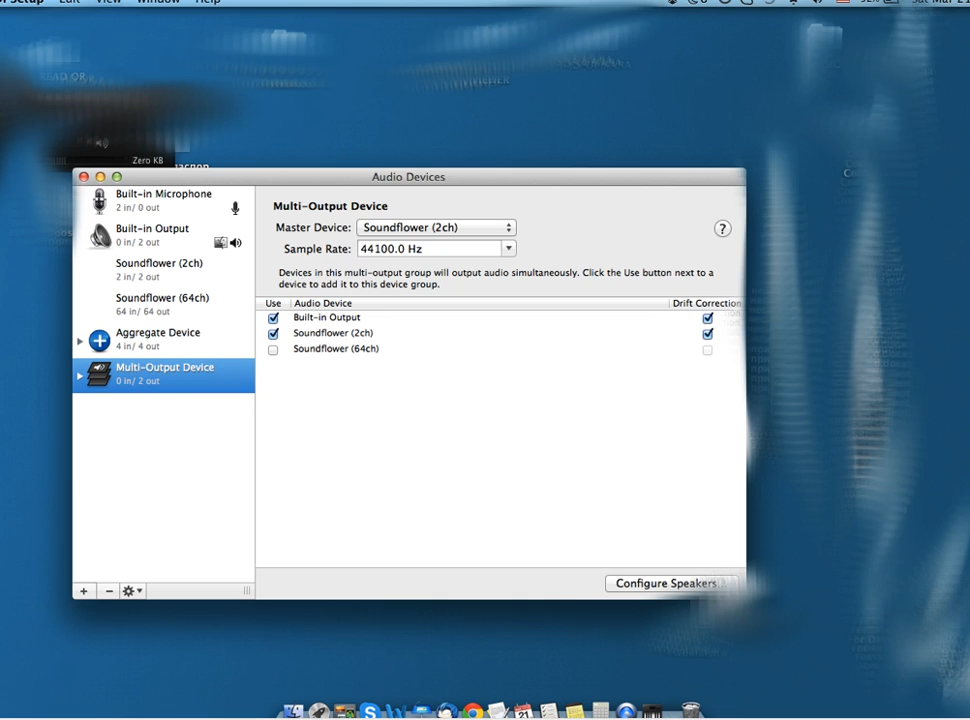 Edit View Window Help
READ OR
VIEWER
Zero KB
Audio Devices
Built-in Microphone
2 in/ 0 out
Built-in Output
0 in/ 2 out
Soundflower (2ch)
2 in/ 2 out
Soundflower (64ch)
64 in/ 64 out
Aggregate Device
4 in/ 4 out
Multi-Output Device
0 in/ 2 out
Multi-Output Device
Master Device: Soundflower (2ch)
Sample Rate: 44100.0 Hz
?
Devices in this multi-output group will output audio simultaneously. Click the Use button next to a
device to add it to this device group.
Use Audio Device Drift Correction
Built-in Output
Soundflower (2ch)
Soundflower (64ch)
Configure Speakers...